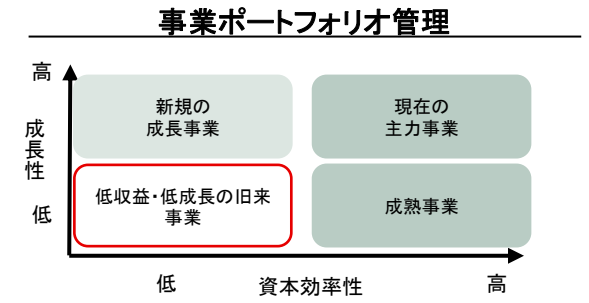 事業ポートフォリオ管理
高
新規の
成長事業
現在の
主力事業
成長性
低収益・低成長の旧来
事業
成熟事業
低
低
資本効率性
高